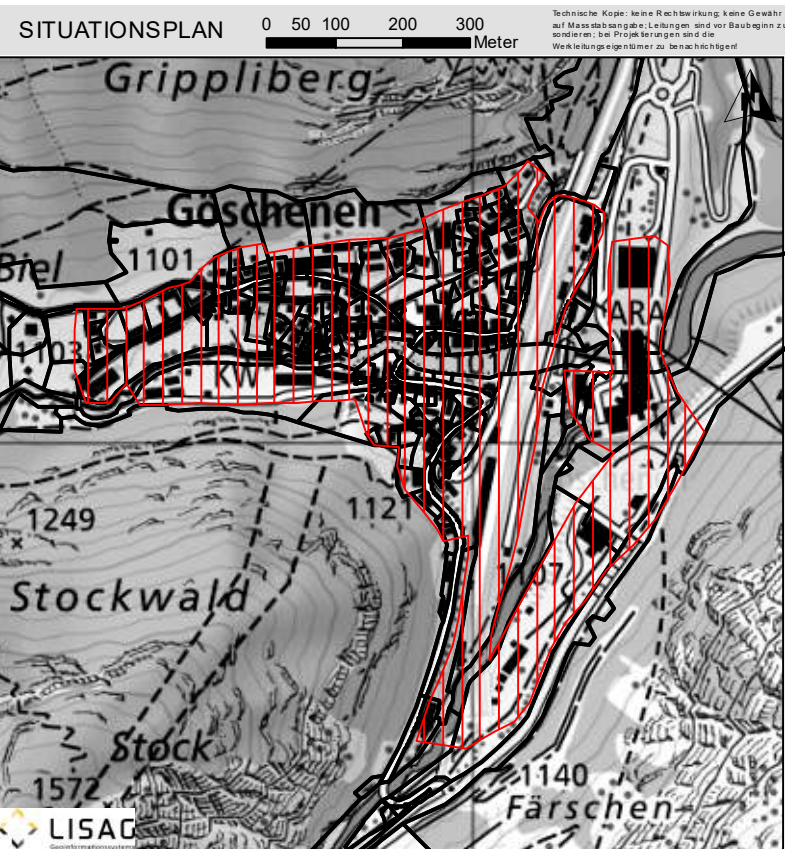 SITUATIONSPLAN
0 50 100 200 300
Meter
Technische Kopie: keine Rechtswirkung; keine Gewähr
auf Massstabsangabe; Leitungen sind vor Baubeginn zu
sondieren; bei Projektierungen sind die
Werkleitungseigentümer zu benachrichtigen!
Grippliberg
Göschenen
1101
Biel
ARA
1103
KW
1121
1249
1107
Stockwald
Stock
1572
1140
Färschen
LISAG
Geoinformationssysteme